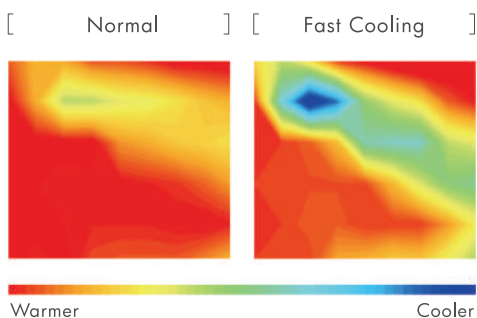 [ Normal ] [ Fast Cooling ]
Warmer Cooler